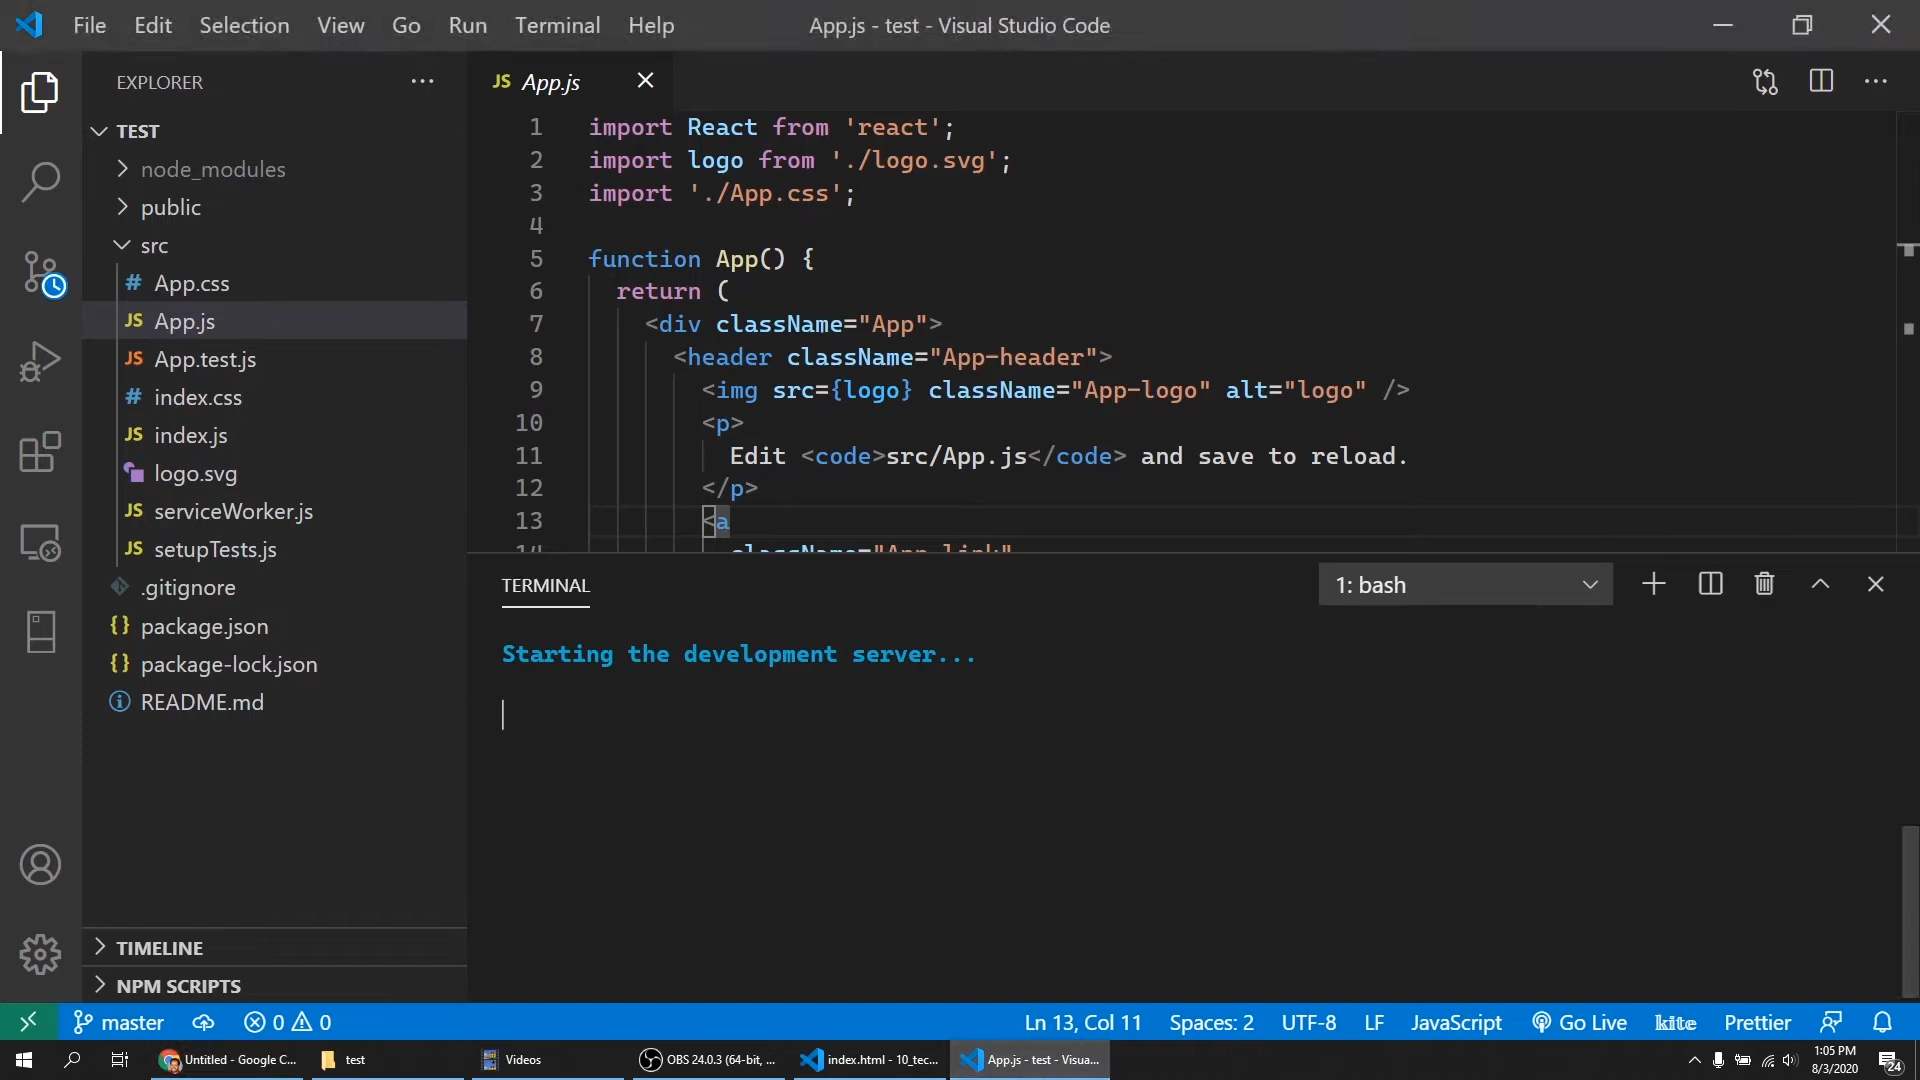 File Edit Selection View Go Run Terminal Help App.js - test - Visual Studio Code
EXPLORER
TEST
node_modules
public
src
# App.css
JS App.js
JS App.test.js
# index.css
JS index.js
logo.svg
JS serviceWorker.js
JS setupTests.js
.gitignore
{} package.json
{} package-lock.json
README.md
TIMELINE
NPM SCRIPTS
JS App.js
1 import React from 'react';
2 import logo from './logo.svg';
3 import './App.css';
4
5 function App() {
6 return (
7 <div className="App">
8 <header className="App-header">
9 <img src={logo} className="App-logo" alt="logo" />
10 <p>
11 Edit <code>src/App.js</code> and save to reload.
12 </p>
13 <a
14 className="App-link"
TERMINAL 1: bash
Starting the development server...
master 0 0 Ln 13, Col 11 Spaces: 2 UTF-8 LF JavaScript Go Live kite Prettier
Untitled - Google C... test Videos OBS 24.0.3 (64-bit, ... index.html - 10_tec... App.js - test - Visua... 1:05 PM
8/3/2020 24